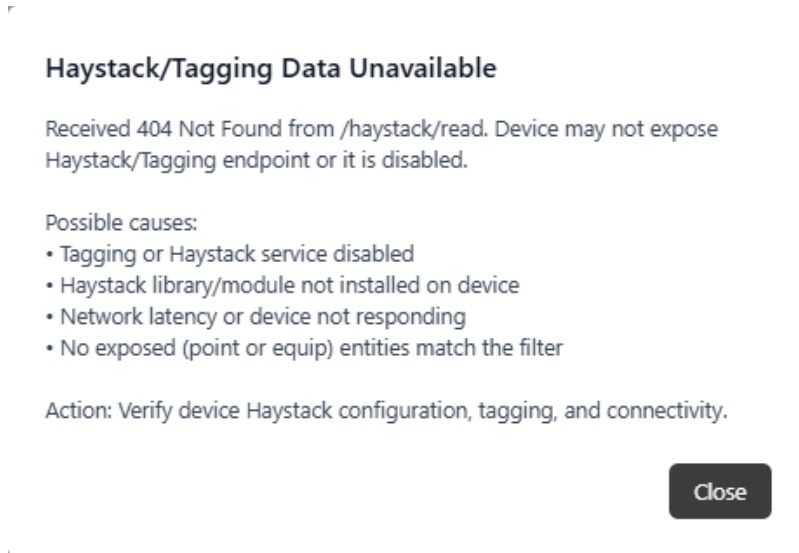 Haystack/Tagging Data Unavailable
Received 404 Not Found from /haystack/read. Device may not expose
Haystack/Tagging endpoint or it is disabled.
Possible causes:
• Tagging or Haystack service disabled
• Haystack library/module not installed on device
• Network latency or device not responding
• No exposed (point or equip) entities match the filter
Action: Verify device Haystack configuration, tagging, and connectivity.
Close